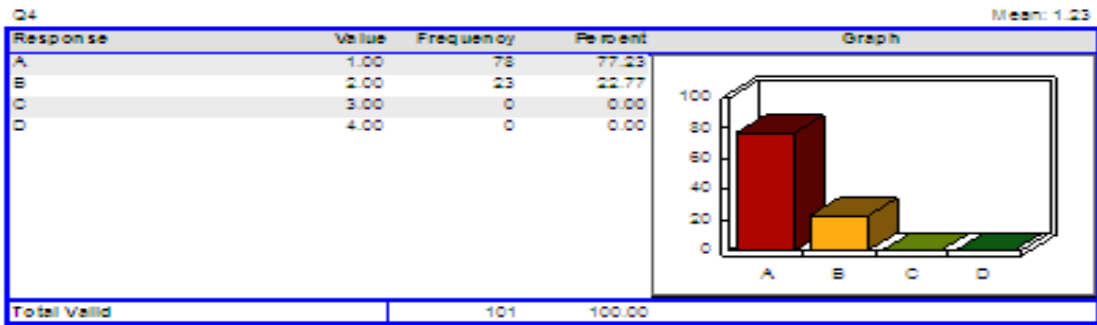 Q4 Mean: 1.23
Response Value Frequency Percent Graph
A 1.00 78 77.23
B 2.00 23 22.77
C 3.00 0 0.00
D 4.00 0 0.00
100
80
60
40
20
0
A B C D
Total Valid 101 100.00